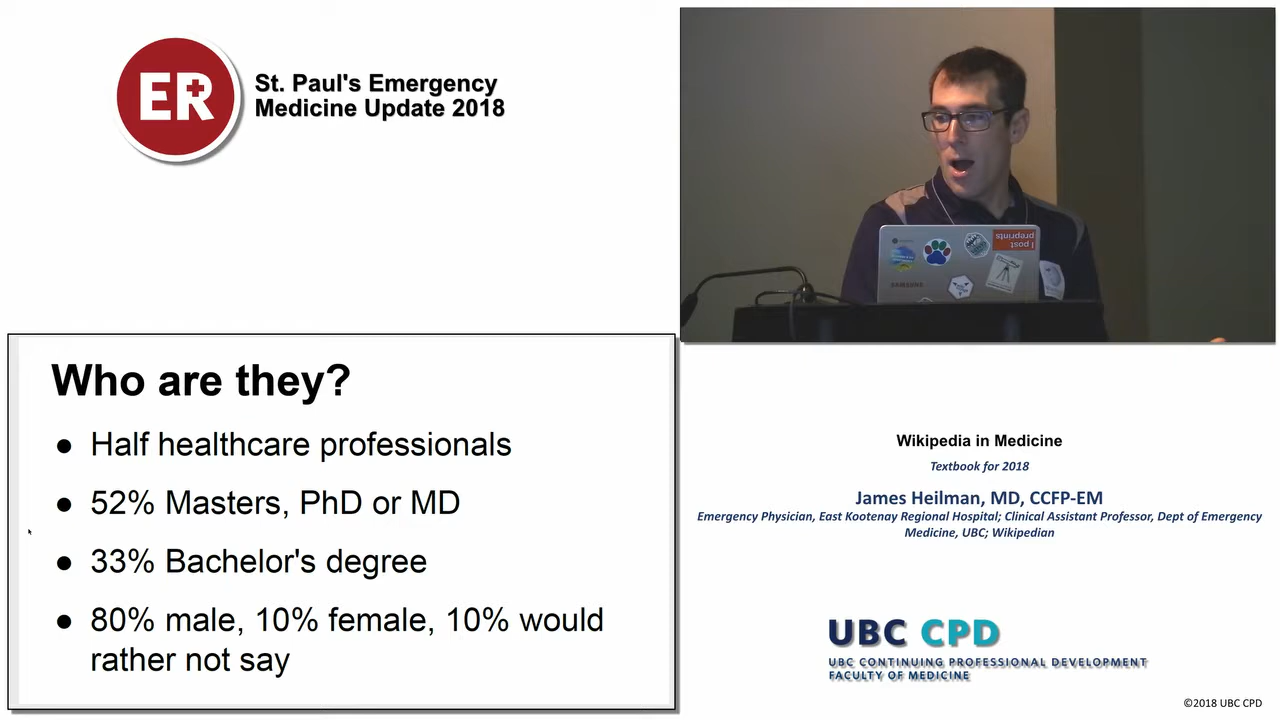 ER
St. Paul's Emergency
Medicine Update 2018
I post
preprints
SAMSUNG
Who are they?
● Half healthcare professionals
● 52% Masters, PhD or MD
● 33% Bachelor's degree
● 80% male, 10% female, 10% would
rather not say
Wikipedia in Medicine
Textbook for 2018
James Heilman, MD, CCFP-EM
Emergency Physician, East Kootenay Regional Hospital; Clinical Assistant Professor, Dept of Emergency
Medicine, UBC; Wikipedian
UBC CPD
UBC CONTINUING PROFESSIONAL DEVELOPMENT
FACULTY OF MEDICINE
©2018 UBC CPD